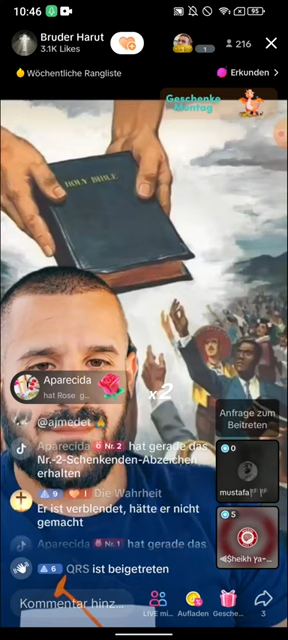 10:46
95
Bruder Harut
3.1K Likes
1
216
Wöchentliche Rangliste
Erkunden >
Geschenke
Montag
HOLY BIBLE
Aparecida
hat Rose g...
x2
@ajmedet
Anfrage zum
Beitreten
Aparecida Nr. 2 hat gerade das
Nr.-2-Schenkenden-Abzeichen
erhalten
0
mustafa
9 I Die Wahrheit
Er ist verblendet, hätte er nicht
gemacht
5
Sheikh ya-...
Aparecida Nr. 1 hat gerade das
6 QRS ist beigetreten
Kommentar hinz...
LIVE mi...
Aufladen
Gesche...
3